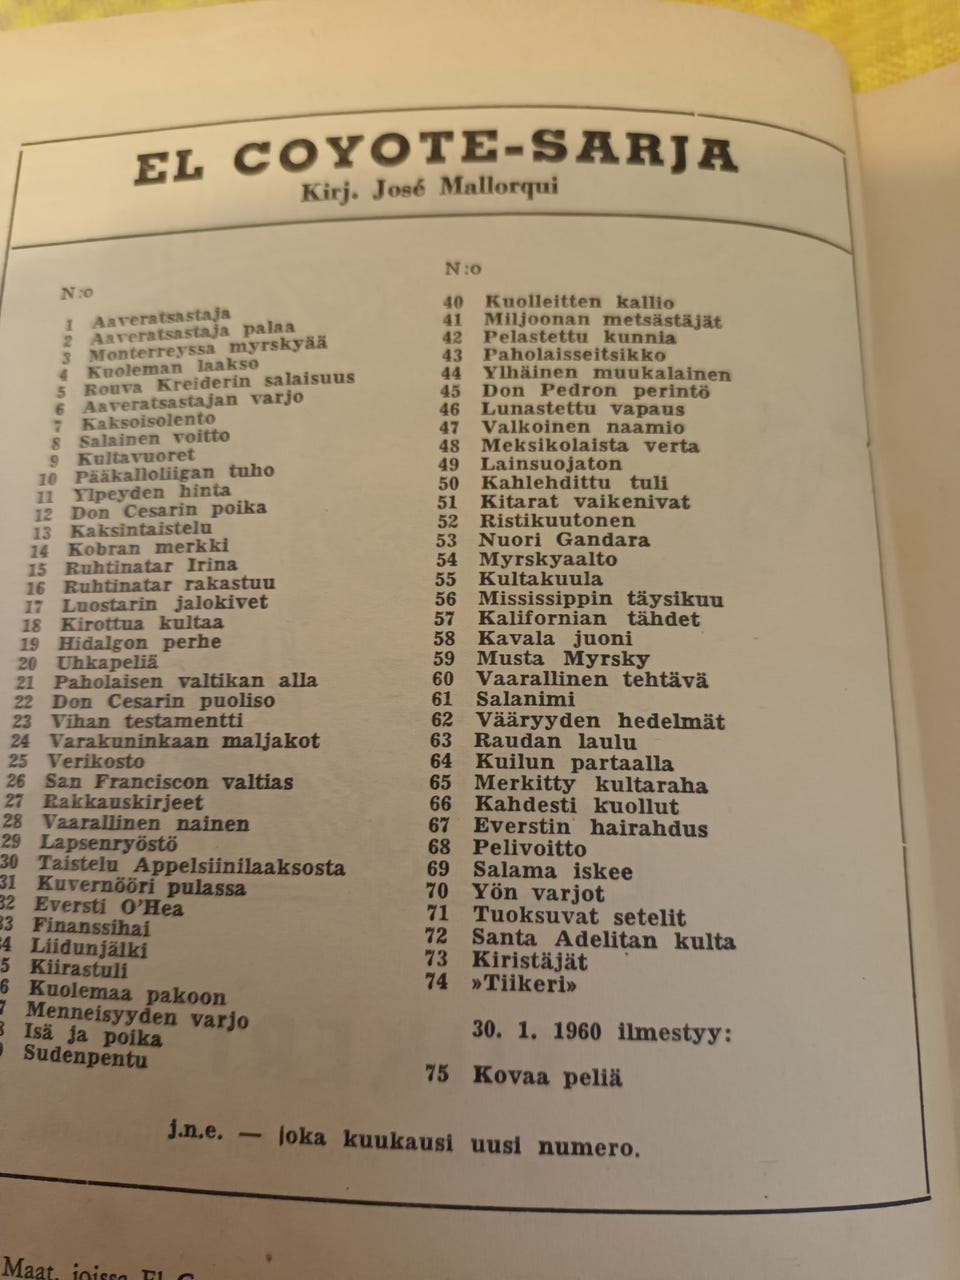 EL COYOTE-SARJA
Kirj. José Mallorqui
N:o
1 Aaveratsastaja
2 Aaveratsastaja palaa
3 Monterreyssa myrskyää
4 Kuoleman laakso
5 Rouva Kreiderin salaisuus
6 Aaveratsastajan varjo
7 Kaksoisolento
8 Salainen voitto
9 Kultavuoret
10 Pääkalloliigan tuho
11 Ylpeyden hinta
12 Don Cesarin poika
13 Kaksintaistelu
14 Kobran merkki
15 Ruhtinatar Irina
16 Ruhtinatar rakastuu
17 Luostarin jalokivet
18 Kirottua kultaa
19 Hidalgon perhe
20 Uhkapeliä
21 Paholaisen valtikan alla
22 Don Cesarin puoliso
23 Vihan testamentti
24 Varakuninkaan maljakot
25 Verikosto
26 San Franciscon valtias
27 Rakkauskirjeet
28 Vaarallinen nainen
29 Lapsenryöstö
30 Taistelu Appelsiinilaaksosta
31 Kuvernööri pulassa
32 Eversti O'Hea
33 Finanssihai
4 Liidunjälki
5 Kiirastuli
6 Kuolemaa pakoon
7 Menneisyyden varjo
8 Isä ja poika
Sudenpentu
N:o
40 Kuolleitten kallio
41 Miljoonan metsästäjät
42 Pelastettu kunnia
43 Paholaisseitsikko
44 Ylhäinen muukalainen
45 Don Pedron perintö
46 Lunastettu vapaus
47 Valkoinen naamio
48 Meksikolaista verta
49 Lainsuojaton
50 Kahlehdittu tuli
51 Kitarat vaikenivat
52 Ristikuutonen
53 Nuori Gandara
54 Myrskyaalto
55 Kultakuula
56 Mississippin täysikuu
57 Kalifornian tähdet
58 Kavala juoni
59 Musta Myrsky
60 Vaarallinen tehtävä
61 Salanimi
62 Vääryyden hedelmät
63 Raudan laulu
64 Kuilun partaalla
65 Merkitty kultaraha
66 Kahdesti kuollut
67 Everstin hairahdus
68 Pelivoitto
69 Salama iskee
70 Yön varjot
71 Tuoksuvat setelit
72 Santa Adelitan kulta
73 Kiristäjät
74 »Tiikeri»
30. 1. 1960 ilmestyy:
75 Kovaa peliä
j.n.e. — joka kuukausi uusi numero.
Maat, joissa El